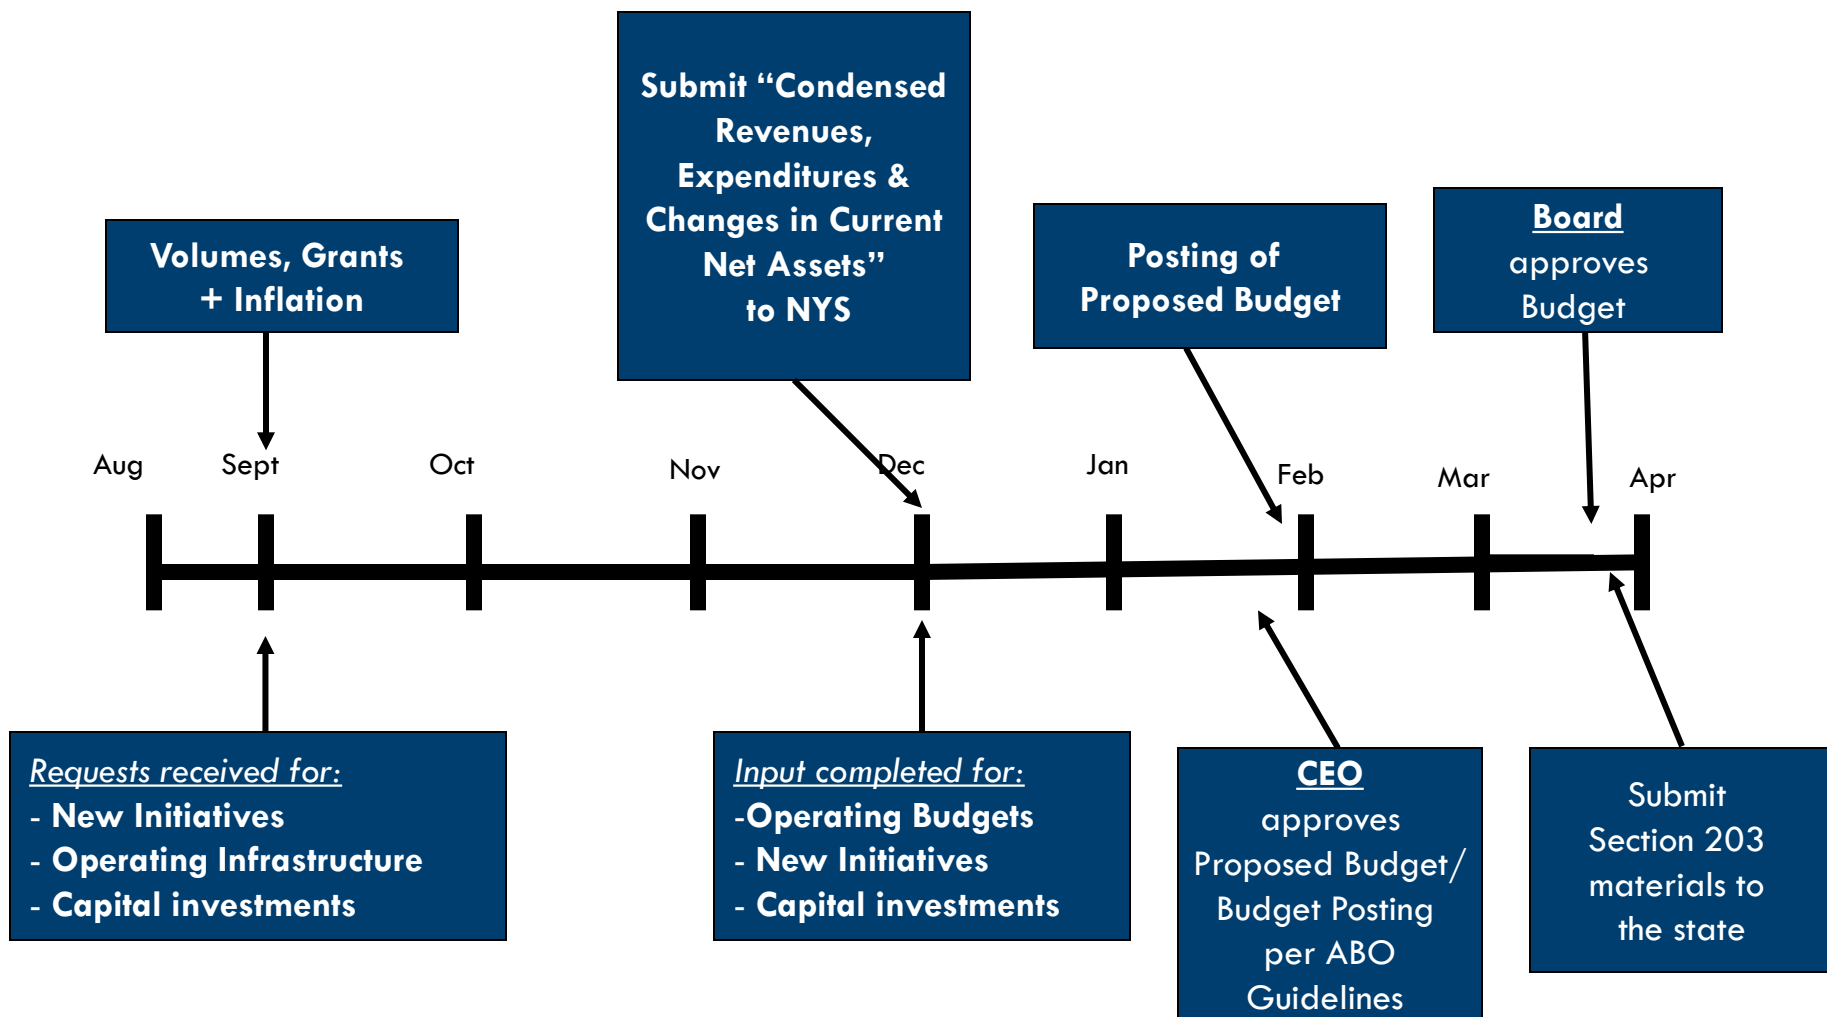 Submit “Condensed
Revenues,
Expenditures &
Changes in Current
Net Assets”
to NYS
Volumes, Grants
+ Inflation
Posting of
Proposed Budget
Board
approves
Budget
Aug
Sept
Oct
Nov
Dec
Jan
Feb
Mar
Apr
Requests received for:
- New Initiatives
- Operating Infrastructure
- Capital investments
Input completed for:
-Operating Budgets
- New Initiatives
- Capital investments
CEO
approves
Proposed Budget/
Budget Posting
per ABO
Guidelines
Submit
Section 203
materials to
the state